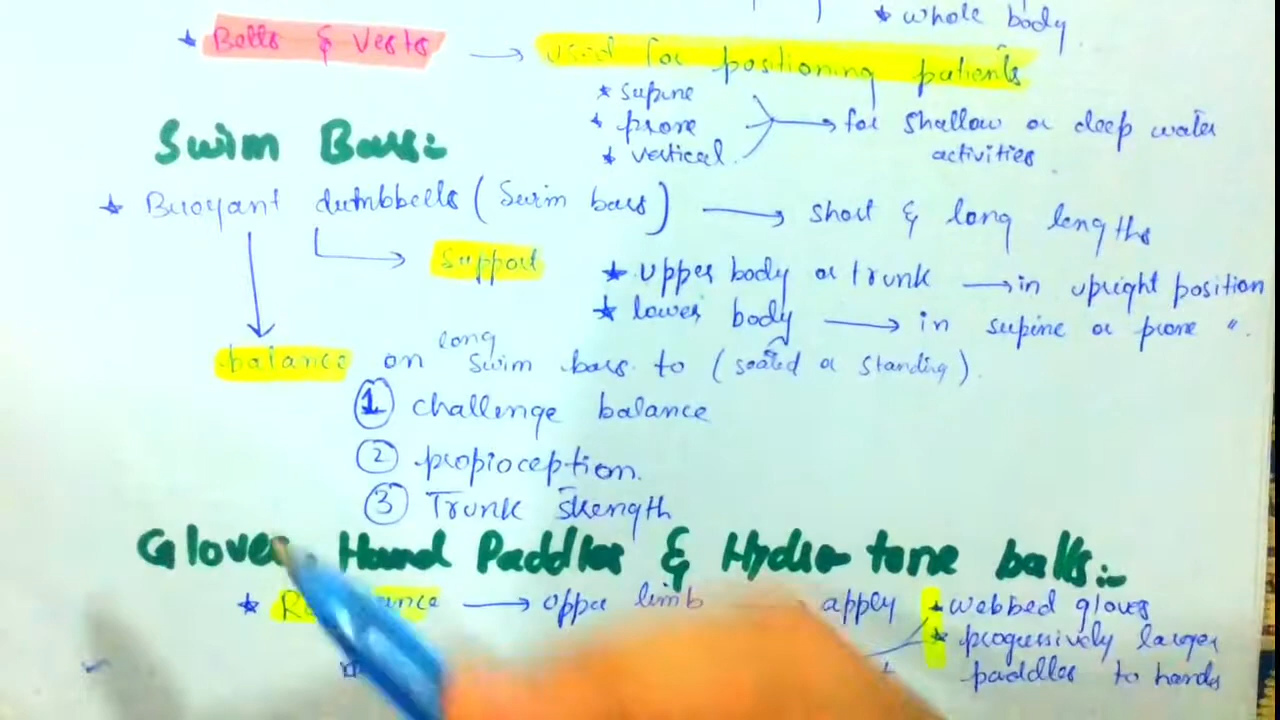 ★ whole body
★ Belts & Vests → used for positioning patients
★ supine
★ prone → for shallow or deep water
★ vertical. activities.
Swim Bars:-
★ Buoyant dumbbells (Swim bars) → short & long lengths
support ★ upper body or trunk → in upright position
★ lower body → in supine or prone ".
long
balance on swim bars to (seated or standing).
① challenge balance
② propioception.
③ Trunk strength
Gloves, Hand Paddles & Hydro tone balls:-
★ → upper limb apply ★ webbed gloves
★ progressively larger
paddles to hands